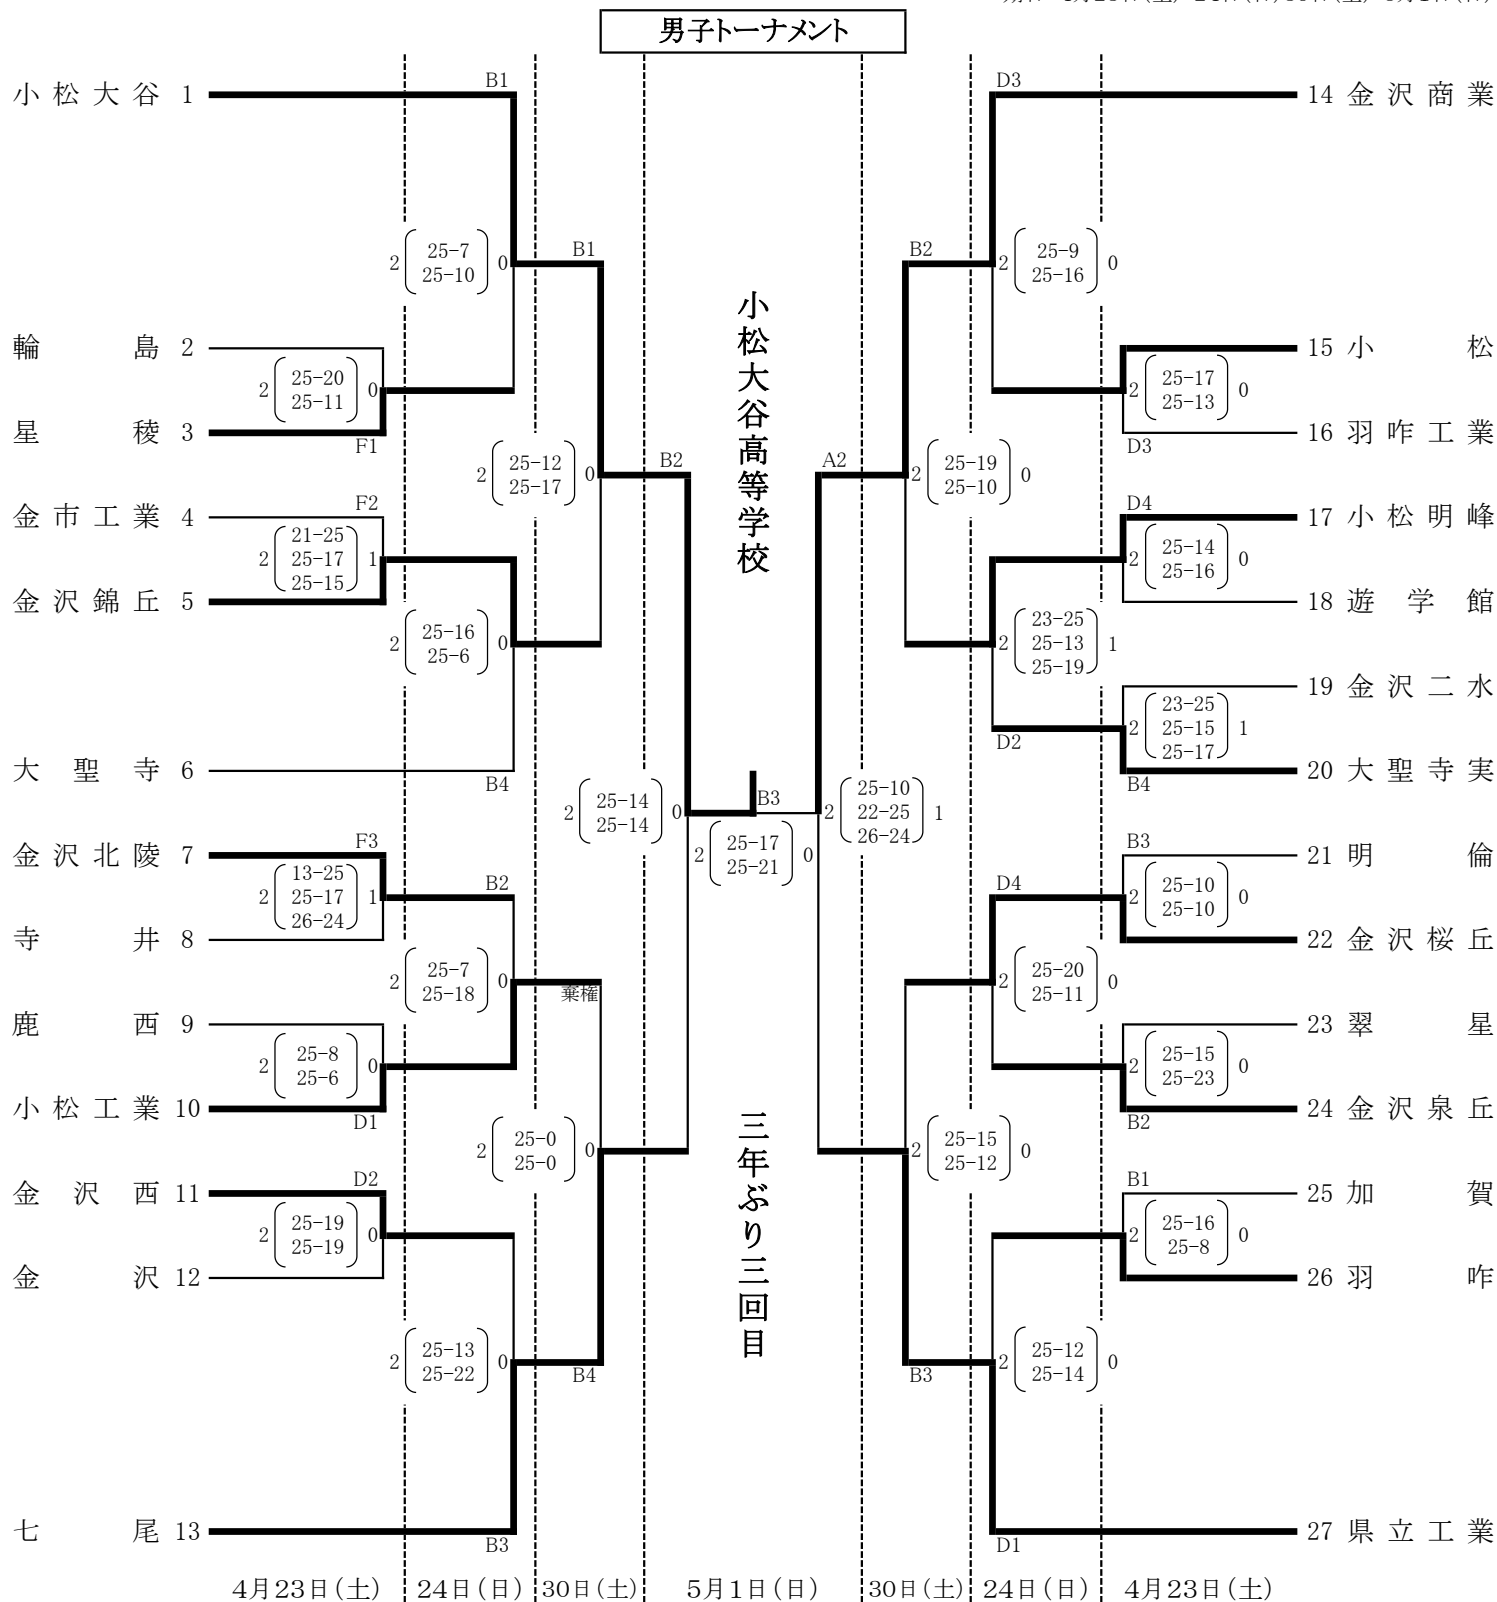 男子トーナメント
小松大谷 1
輪島 2
星稜 3
金市工業 4
金沢錦丘 5
大聖寺 6
金沢北陵 7
寺井 8
鹿西 9
小松工業 10
金沢西 11
金沢 12
七尾 13
B1
2 25-7 0
25-10
2 25-20 0
25-11
F1
F2
21-25
2 25-17 1
25-15
2 25-16 0
25-6
B4
F3
13-25
2 25-17 1
26-24
B2
2 25-7 0
25-18
2 25-8 0
25-6
D1
D2
2 25-19 0
25-19
2 25-13 0
25-22
B3
B1
2 25-12 0
25-17
棄権
2 25-0 0
25-0
B4
B2
2 25-14 0
25-14
小松大谷高等学校
B3
2 25-17 0
25-21
三年ぶり三回目
A2
25-10
2 22-25 1
26-24
B2
2 25-19 0
25-10
2 25-15 0
25-12
B3
D3
2 25-9 0
25-16
2 25-17 0
25-13
D3
D4
2 25-14 0
25-16
23-25
2 25-13 1
25-19
D2
23-25
2 25-15 1
25-17
B4
B3
2 25-10 0
25-10
D4
2 25-20 0
25-11
2 25-15 0
25-23
B2
B1
2 25-16 0
25-8
2 25-12 0
25-14
D1
14 金沢商業
15 小松
16 羽咋工業
17 小松明峰
18 遊学館
19 金沢二水
20 大聖寺実
21 明倫
22 金沢桜丘
23 翠星
24 金沢泉丘
25 加賀
26 羽咋
27 県立工業
4月23日(土) 24日(日) 30日(土) 5月1日(日) 30日(土) 24日(日) 4月23日(土)